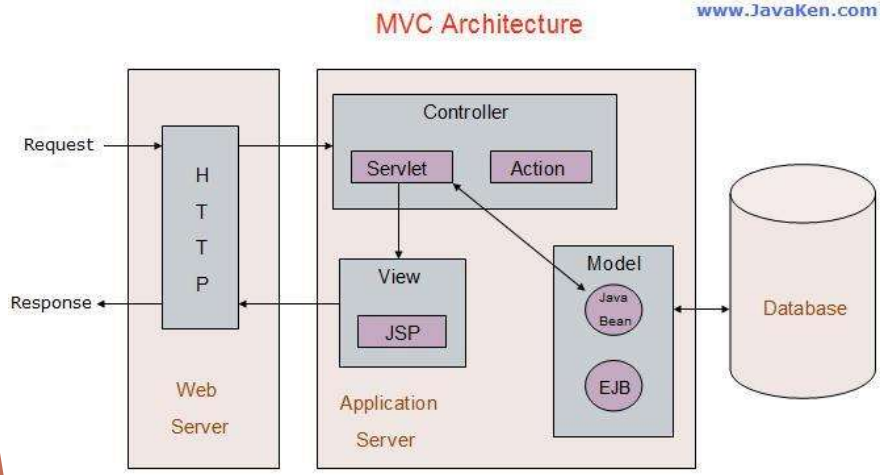 www.JavaKen.com
MVC Architecture
Controller
Request
Servlet
Action
H
T
T
P
View
Model
Java
Bean
Response
Database
JSP
EJB
Web
Server
Application
Server